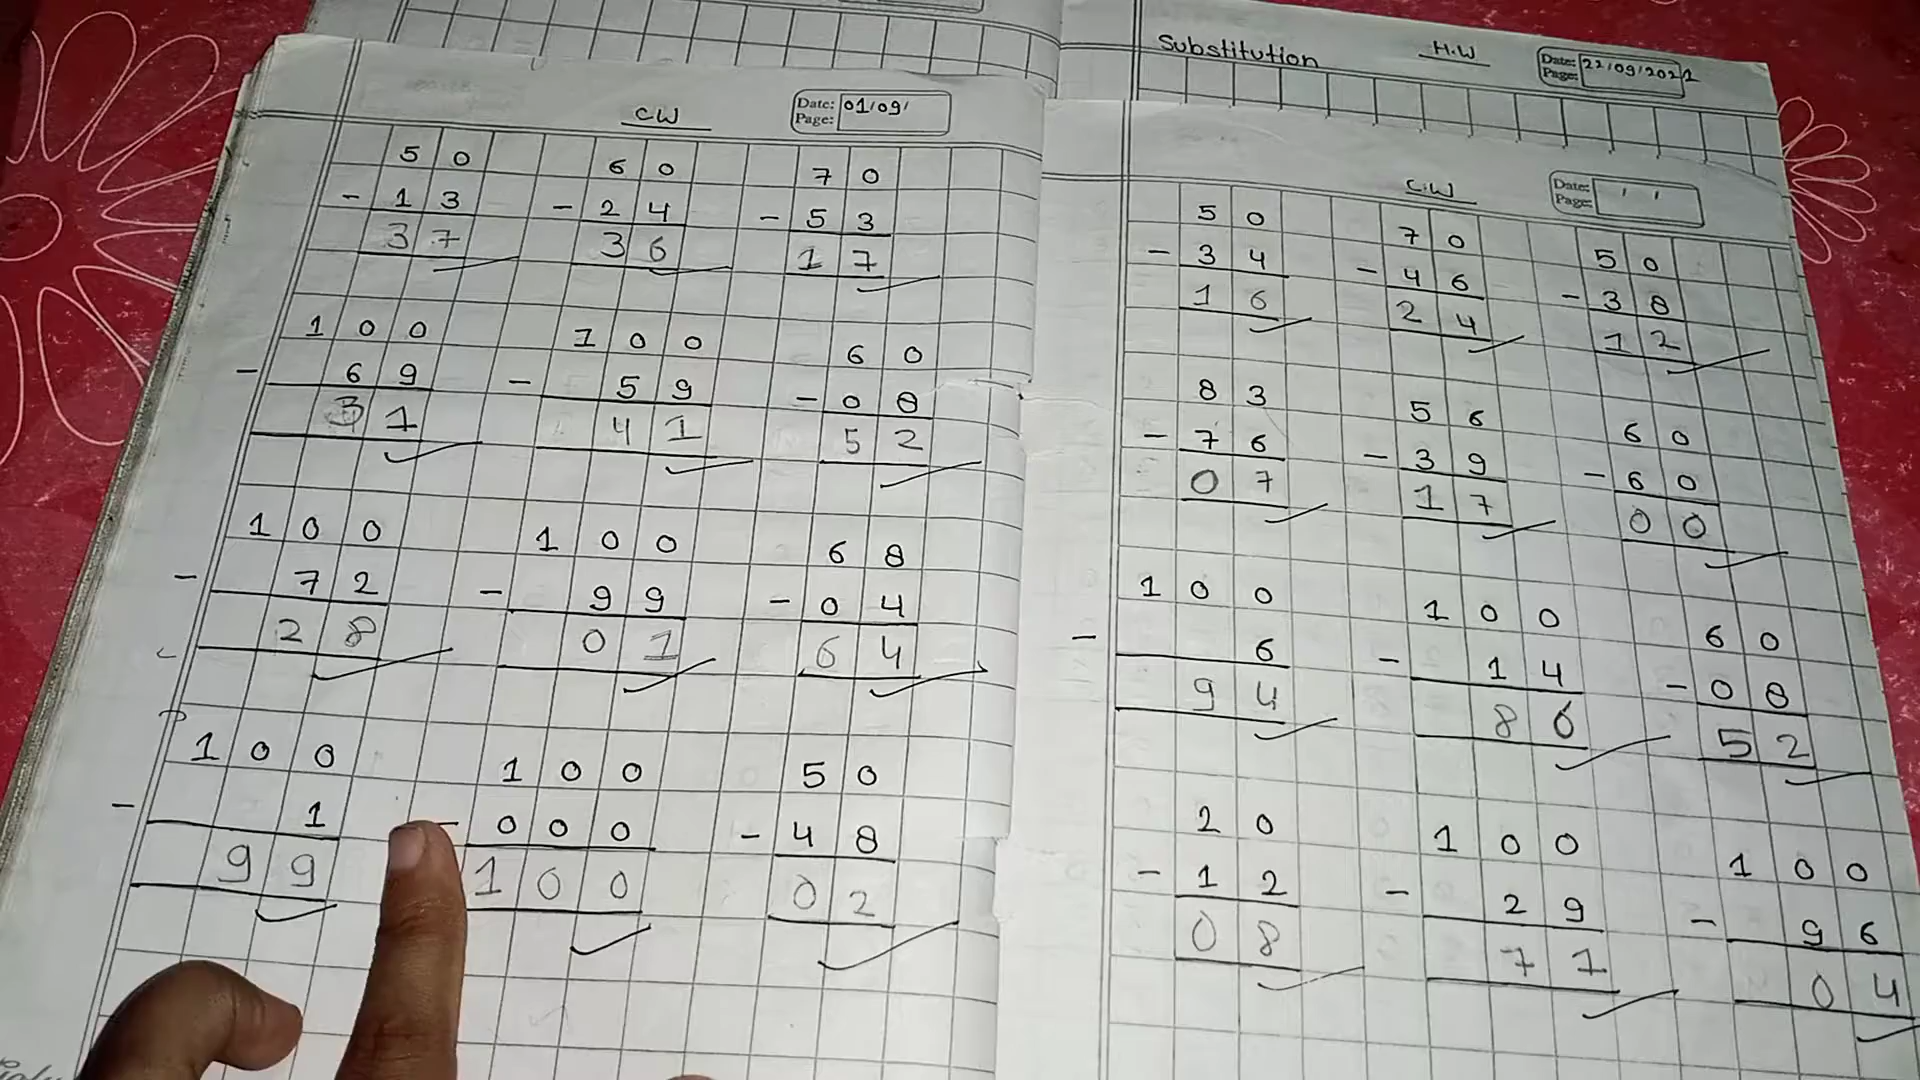 Substitution H.W Date: 22/09/2021
Page:
CW Date: 01/09/
Page:
50 60 70
- 13 - 24 - 53
37 36 17
100 100 60
- 69 - 59 - 08
31 41 52
100 100 68
- 72 - 99 - 04
28 01 64
100 100 50
- 1 - 000 - 48
99 100 02
C.W Date: / /
Page:
50 70 50
- 34 - 46 - 38
16 24 12
83 56 60
- 76 - 39 - 60
07 17 00
100 100 60
- 6 - 14 - 08
94 86 52
20 100 100
- 12 - 29 - 96
08 71 04